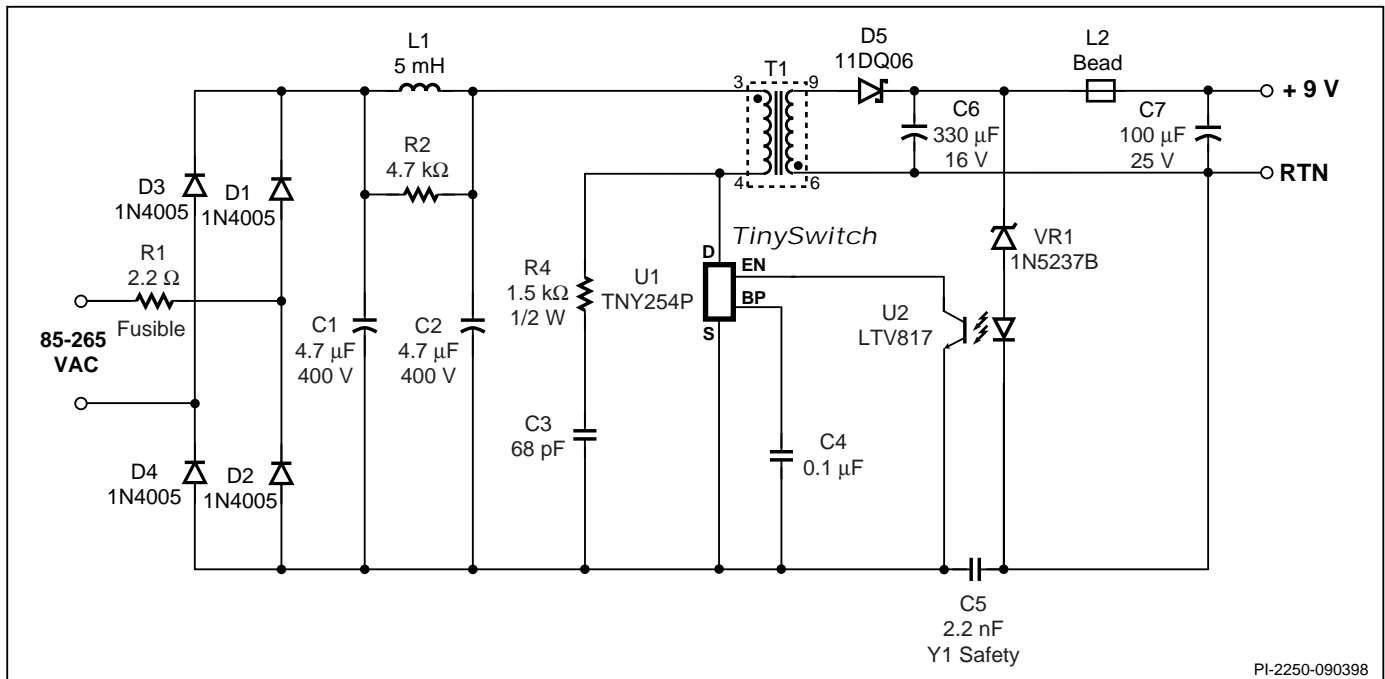 L1
5 mH
D5
11DQ06
L2
Bead
T1
3
9
+ 9 V
C6
330 μF
16 V
C7
100 μF
25 V
R2
4.7 kΩ
D3
1N4005
D1
1N4005
4
6
RTN
TinySwitch
VR1
1N5237B
R1
2.2 Ω
Fusible
D
EN
BP
S
U1
TNY254P
R4
1.5 kΩ
1/2 W
U2
LTV817
85-265
VAC
C1
4.7 μF
400 V
C2
4.7 μF
400 V
C3
68 pF
C4
0.1 μF
D4
1N4005
D2
1N4005
C5
2.2 nF
Y1 Safety
PI-2250-090398